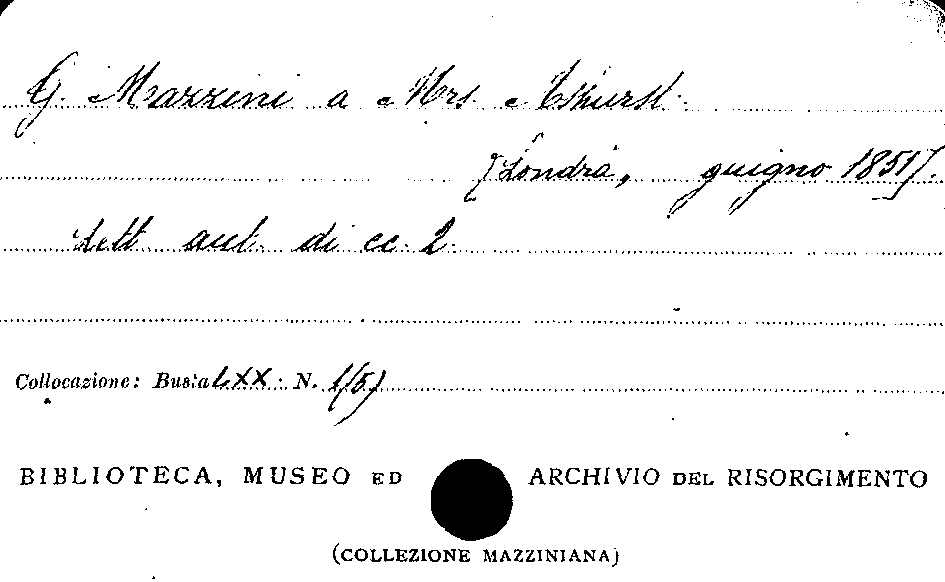 G. Mazzini a Mrs. Ashurst.
[Londra, giugno 1851].
Lett. aut. di cc. 2.
Collocazione: Busta LXX. N. 1(5)
BIBLIOTECA, MUSEO ED ARCHIVIO DEL RISORGIMENTO
(COLLEZIONE MAZZINIANA)